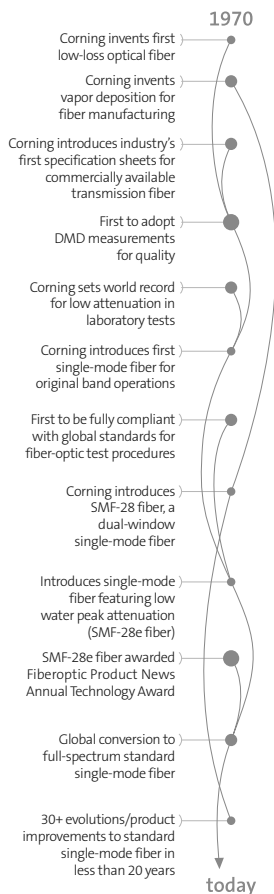 1970
Corning invents first
low-loss optical fiber
Corning invents
vapor deposition for
fiber manufacturing
Corning introduces industry's
first specification sheets for
commercially available
transmission fiber
First to adopt
DMD measurements
for quality
Corning sets world record
for low attenuation in
laboratory tests
Corning introduces first
single-mode fiber for
original band operations
First to be fully compliant
with global standards for
fiber-optic test procedures
Corning introduces
SMF-28 fiber, a
dual-window
single-mode fiber
Introduces single-mode
fiber featuring low
water peak attenuation
(SMF-28e fiber)
SMF-28e fiber awarded
Fiberoptic Product News
Annual Technology Award
Global conversion to
full-spectrum standard
single-mode fiber
30+ evolutions/product
improvements to standard
single-mode fiber in
less than 20 years
today